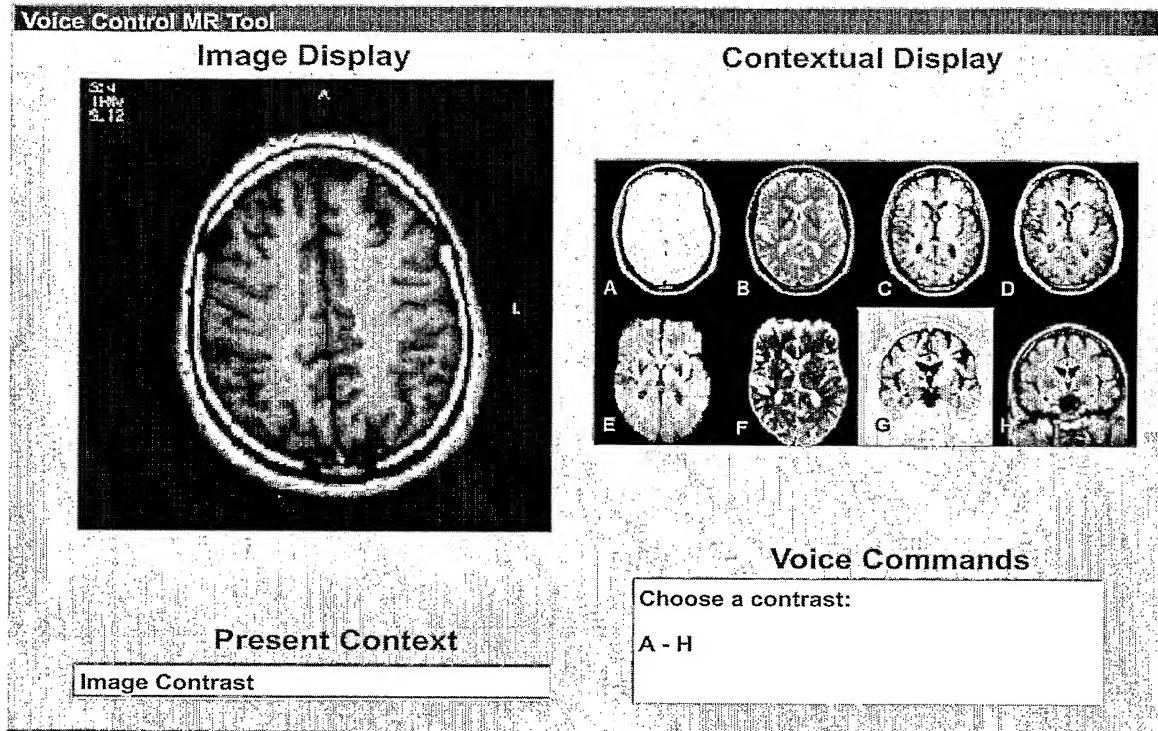 Voice Control MR Tool
Image Display
Contextual Display
A
L
A B C D
E F G H
Voice Commands
Choose a contrast:
A - H
Present Context
Image Contrast